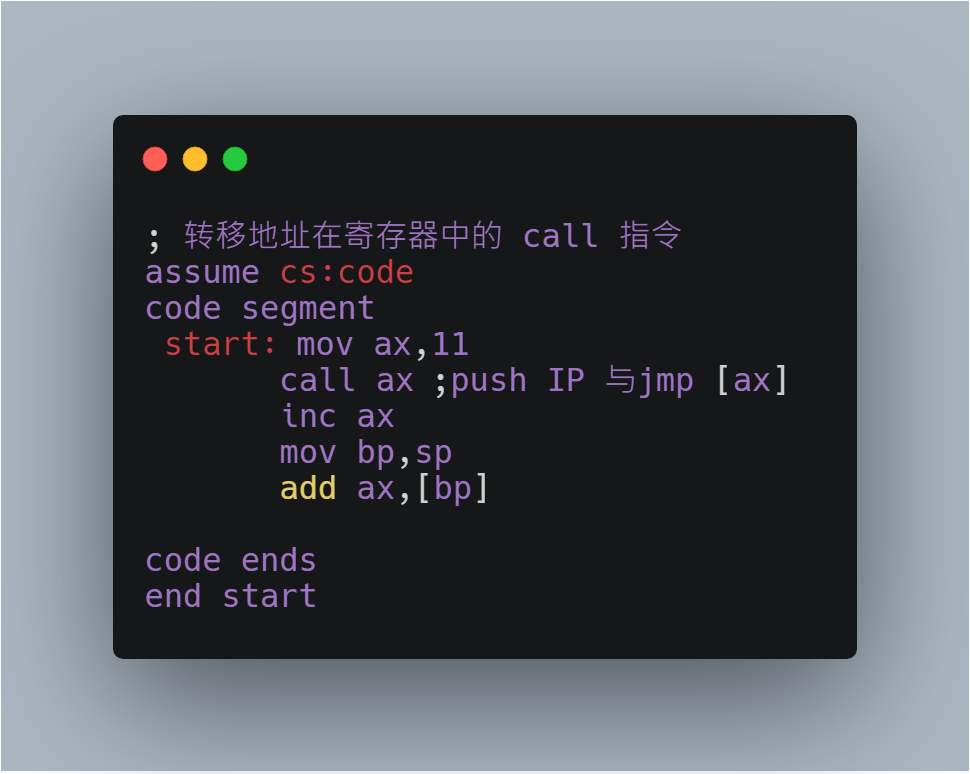 ; 转移地址在寄存器中的 call 指令
assume cs:code
code segment
 start: mov ax,11
       call ax ;push IP 与jmp [ax]
       inc ax
       mov bp,sp
       add ax,[bp]

code ends
end start